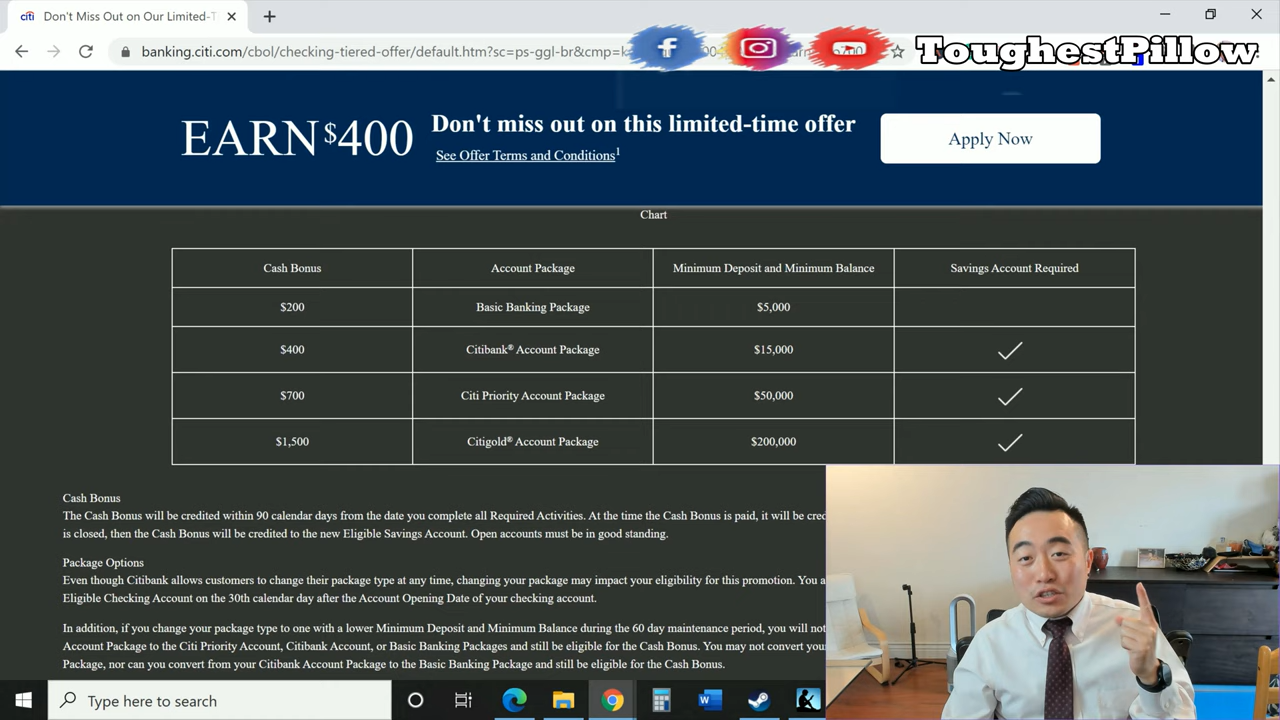 citi Don't Miss Out on Our Limited-T
banking.citi.com/cbol/checking-tiered-offer/default.htm?sc=ps-ggl-br&cmp=k
ToughestPillow
EARN $400
Don't miss out on this limited-time offer
See Offer Terms and Conditions1
Apply Now
Chart
Cash Bonus Account Package Minimum Deposit and Minimum Balance Savings Account Required
$200 Basic Banking Package $5,000
$400 Citibank® Account Package $15,000
$700 Citi Priority Account Package $50,000
$1,500 Citigold® Account Package $200,000
Cash Bonus
The Cash Bonus will be credited within 90 calendar days from the date you complete all Required Activities. At the time the Cash Bonus is paid, it will be cred
is closed, then the Cash Bonus will be credited to the new Eligible Savings Account. Open accounts must be in good standing.
Package Options
Even though Citibank allows customers to change their package type at any time, changing your package may impact your eligibility for this promotion. You a
Eligible Checking Account on the 30th calendar day after the Account Opening Date of your checking account.
In addition, if you change your package type to one with a lower Minimum Deposit and Minimum Balance during the 60 day maintenance period, you will not
Account Package to the Citi Priority Account, Citibank Account, or Basic Banking Packages and still be eligible for the Cash Bonus. You may not convert your
Package, nor can you convert from your Citibank Account Package to the Basic Banking Package and still be eligible for the Cash Bonus.
Type here to search